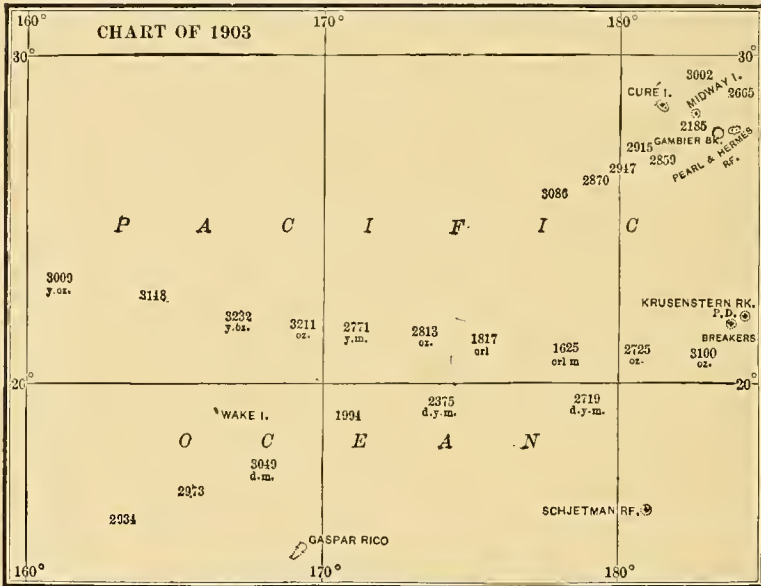 160° 170° 180°
CHART OF 1903
30° 30°
3002
CURÉ I.
MIDWAY I.
2665
2185
2915
GAMBIER BK.
2947
2859
PEARL & HERMES
RF.
2870
3086
P A C I F I C
3009
y.oz.
3148
3232
y.oz.
3211
oz.
2771
y.m.
2813
oz.
1817
crl
1625
crl m
2725
oz.
3100
oz.
KRUSENSTERN RK.
P.D.
BREAKERS
20° 20°
WAKE I.
1994
2375
d.y.m.
2719
d.y.m.
O C E A N
3049
d.m.
2973
2934
SCHJETMAN RF.
GASPAR RICO
160° 170° 180°